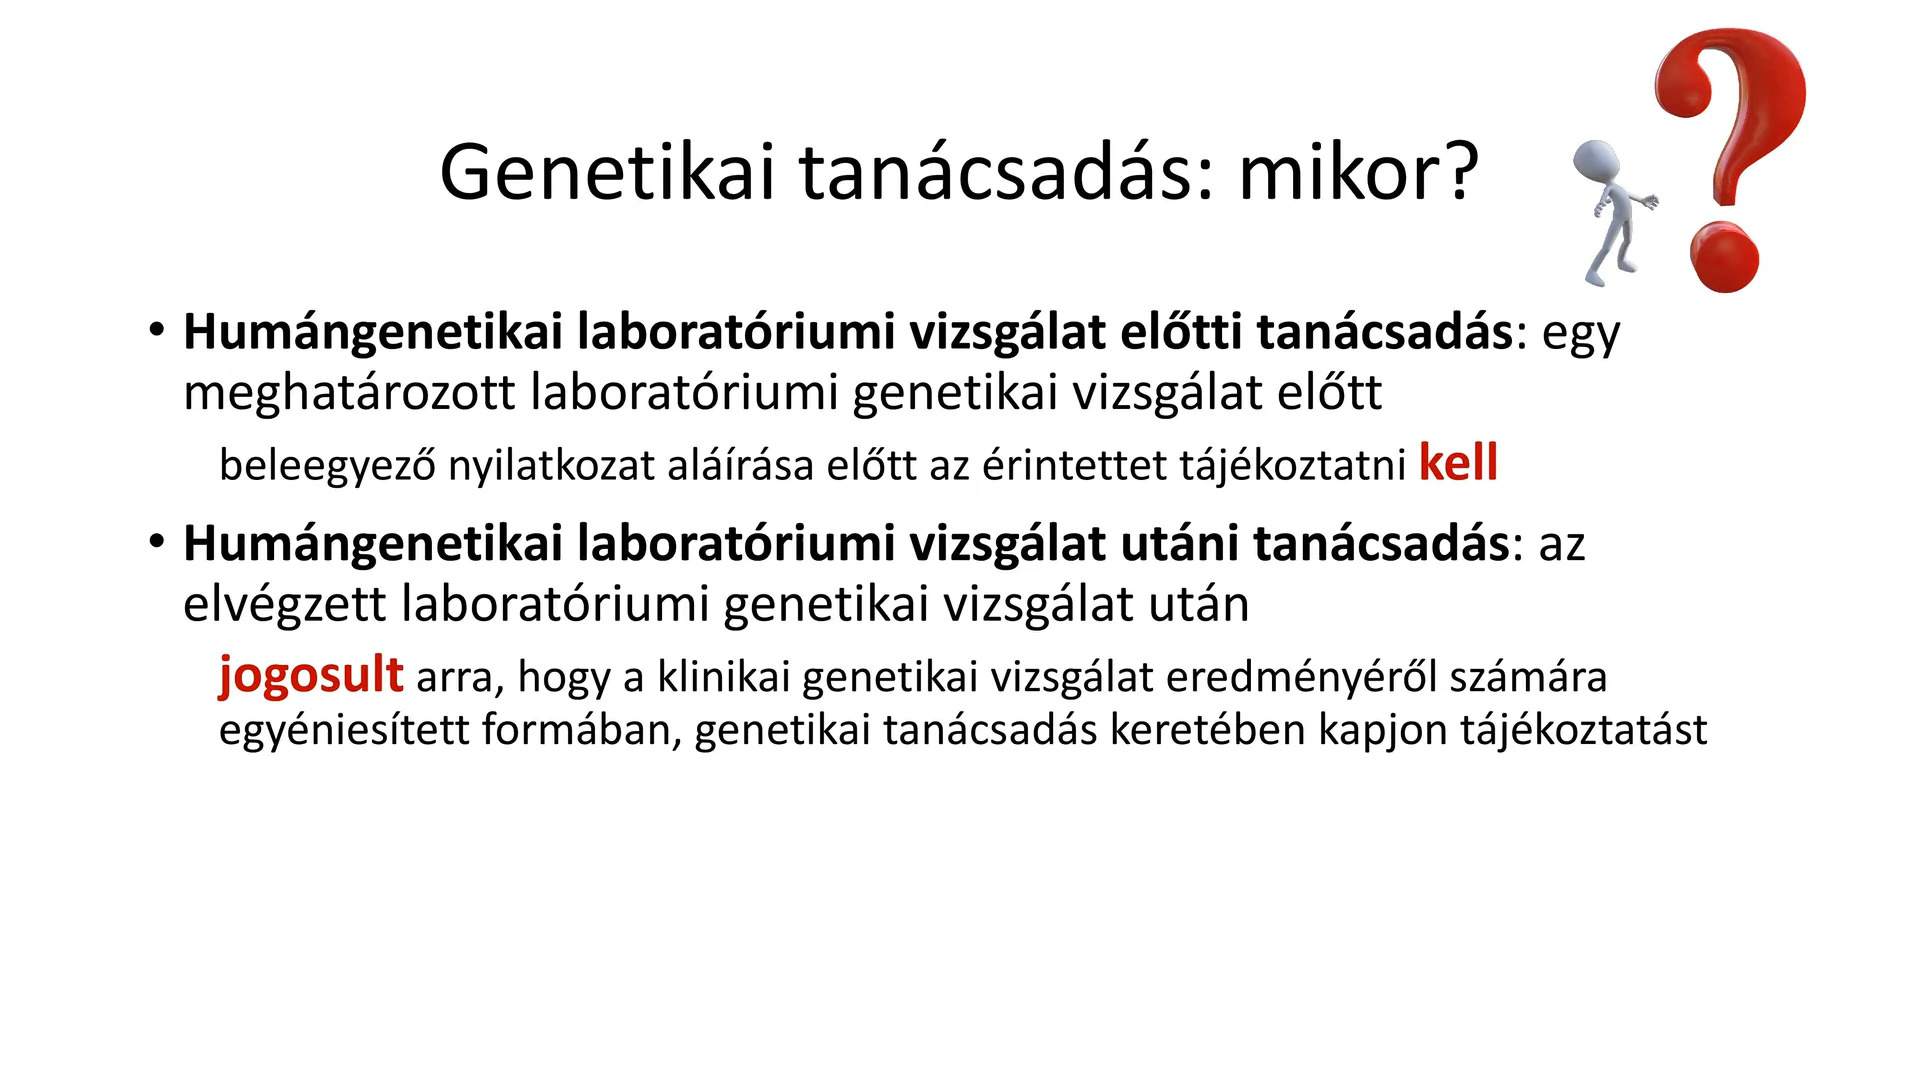 Genetikai tanácsadás: mikor?
• Humángenetikai laboratóriumi vizsgálat előtti tanácsadás: egy
meghatározott laboratóriumi genetikai vizsgálat előtt
beleegyező nyilatkozat aláírása előtt az érintettet tájékoztatni kell
• Humángenetikai laboratóriumi vizsgálat utáni tanácsadás: az
elvégzett laboratóriumi genetikai vizsgálat után
jogosult arra, hogy a klinikai genetikai vizsgálat eredményéről számára
egyéniesített formában, genetikai tanácsadás keretében kapjon tájékoztatást